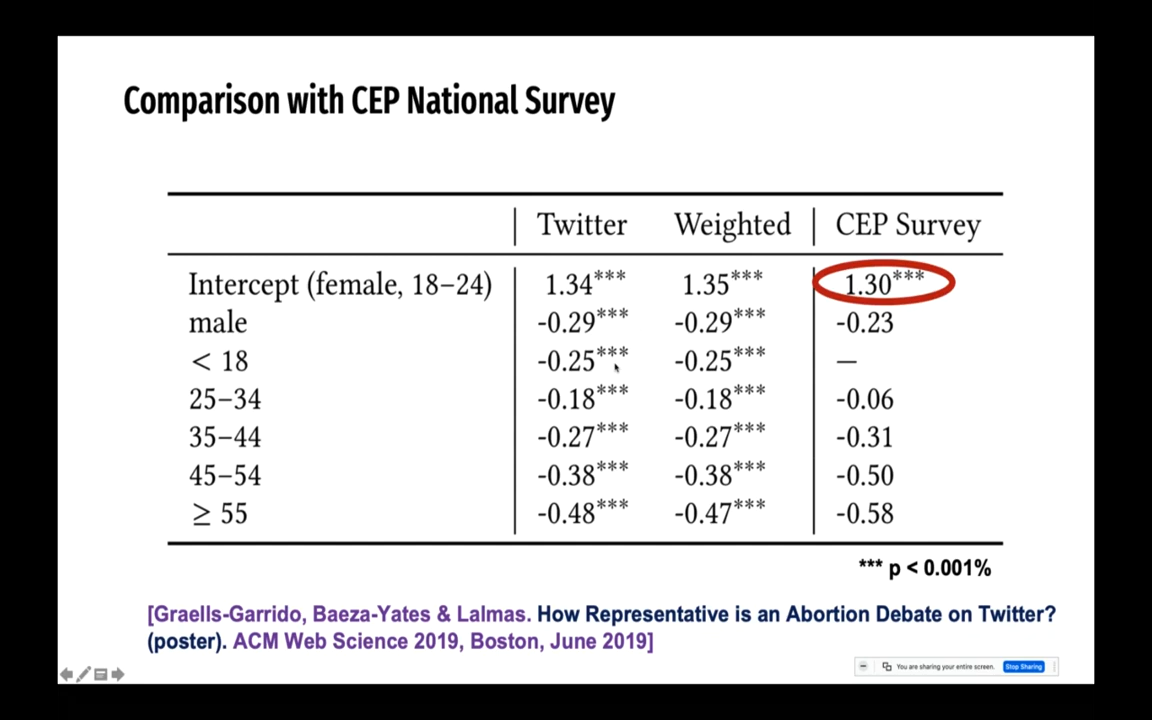 Comparison with CEP National Survey
Twitter Weighted CEP Survey
Intercept (female, 18–24) 1.34*** 1.35*** 1.30***
male -0.29*** -0.29*** -0.23
< 18 -0.25*** -0.25*** —
25–34 -0.18*** -0.18*** -0.06
35–44 -0.27*** -0.27*** -0.31
45–54 -0.38*** -0.38*** -0.50
≥ 55 -0.48*** -0.47*** -0.58
*** p < 0.001%
[Graells-Garrido, Baeza-Yates & Lalmas. How Representative is an Abortion Debate on Twitter?
(poster). ACM Web Science 2019, Boston, June 2019]
You are sharing your entire screen. Stop Sharing